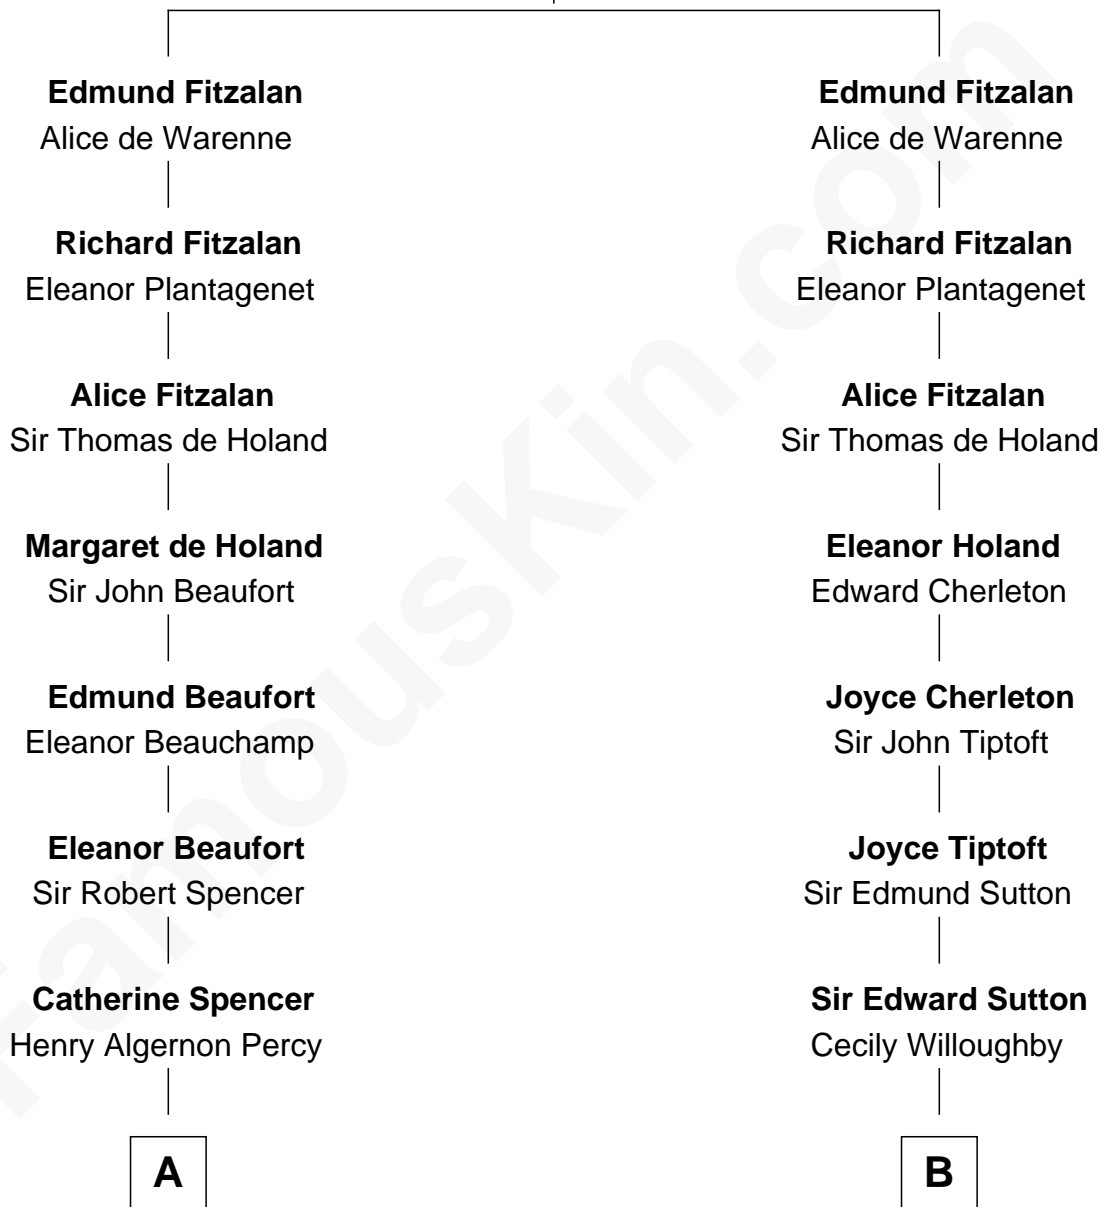 Edmund Fitzalan
Alice de Warenne
Richard Fitzalan
Eleanor Plantagenet
Alice Fitzalan
Sir Thomas de Holand
Margaret de Holand
Sir John Beaufort
Edmund Beaufort
Eleanor Beauchamp
Eleanor Beaufort
Sir Robert Spencer
Catherine Spencer
Henry Algernon Percy
A
Edmund Fitzalan
Alice de Warenne
Richard Fitzalan
Eleanor Plantagenet
Alice Fitzalan
Sir Thomas de Holand
Eleanor Holand
Edward Cherleton
Joyce Cherleton
Sir John Tiptoft
Joyce Tiptoft
Sir Edmund Sutton
Sir Edward Sutton
Cecily Willoughby
B
FamousKin.com